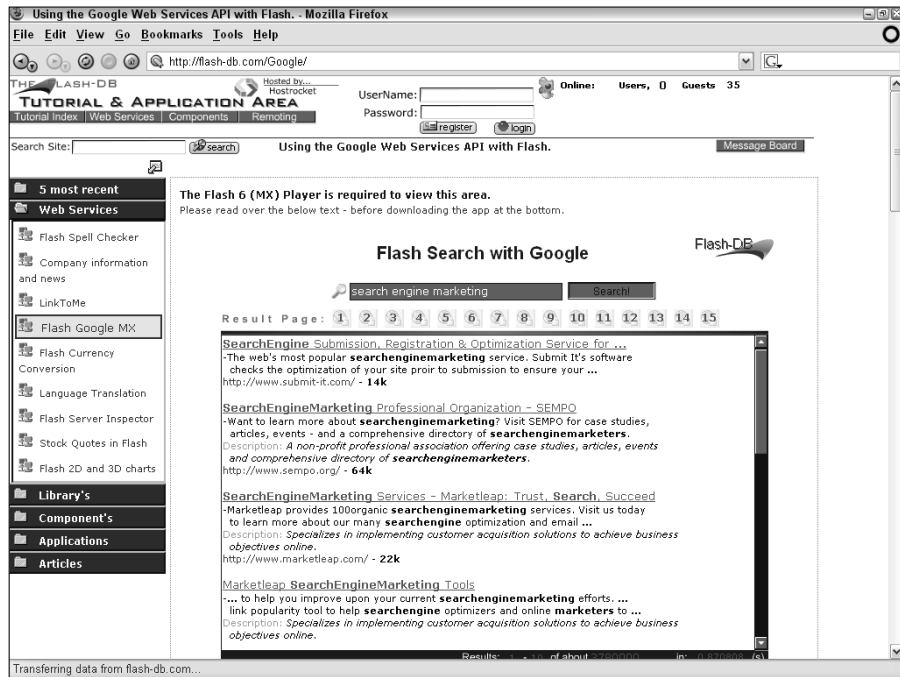 Using the Google Web Services API with Flash. - Mozilla Firefox
File Edit View Go Bookmarks Tools Help
http://flash-db.com/Google/
G
THE FLASH-DB
TUTORIAL & APPLICATION AREA
Tutorial Index | Web Services | Components | Remoting
Hosted by...
Hostrocket
UserName:
Password:
register login
Online: Users, 0 Guests 35
Search Site: search
Using the Google Web Services API with Flash.
Message Board
5 most recent
Web Services
Flash Spell Checker
Company information
and news
LinkToMe
Flash Google MX
Flash Currency
Conversion
Language Translation
Flash Server Inspector
Stock Quotes in Flash
Flash 2D and 3D charts
Library's
Component's
Applications
Articles
The Flash 6 (MX) Player is required to view this area.
Please read over the below text - before downloading the app at the bottom.
Flash Search with Google
Flash-DB
search engine marketing Search!
Result Page: 1 2 3 4 5 6 7 8 9 10 11 12 13 14 15
SearchEngine Submission, Registration & Optimization Service for ...
-The web's most popular searchenginemarketing service. Submit It's software
checks the optimization of your site proir to submission to ensure your ...
http://www.submit-it.com/ - 14k
SearchEngineMarketing Professional Organization - SEMPO
-Want to learn more about searchenginemarketing? Visit SEMPO for case studies,
articles, events - and a comprehensive directory of searchenginemarketers.
Description: A non-profit professional association offering case studies, articles, events
and comprehensive directory of searchenginemarketers.
http://www.sempo.org/ - 64k
SearchEngineMarketing Services - Marketleap: Trust, Search, Succeed
-Marketleap provides 100organic searchenginemarketing services. Visit us today
to learn more about our many searchengine optimization and email ...
Description: Specializes in implementing customer acquisition solutions to achieve business
objectives online.
http://www.marketleap.com/ - 22k
Marketleap SearchEngineMarketing Tools
-... to help you improve upon your current searchenginemarketing efforts. ...
link popularity tool to help searchengine optimizers and online marketers to ...
Description: Specializes in implementing customer acquisition solutions to achieve business
objectives online.
Results: 1 - 10 of about 3790000 in: 0.870808 (s)
Transferring data from flash-db.com...